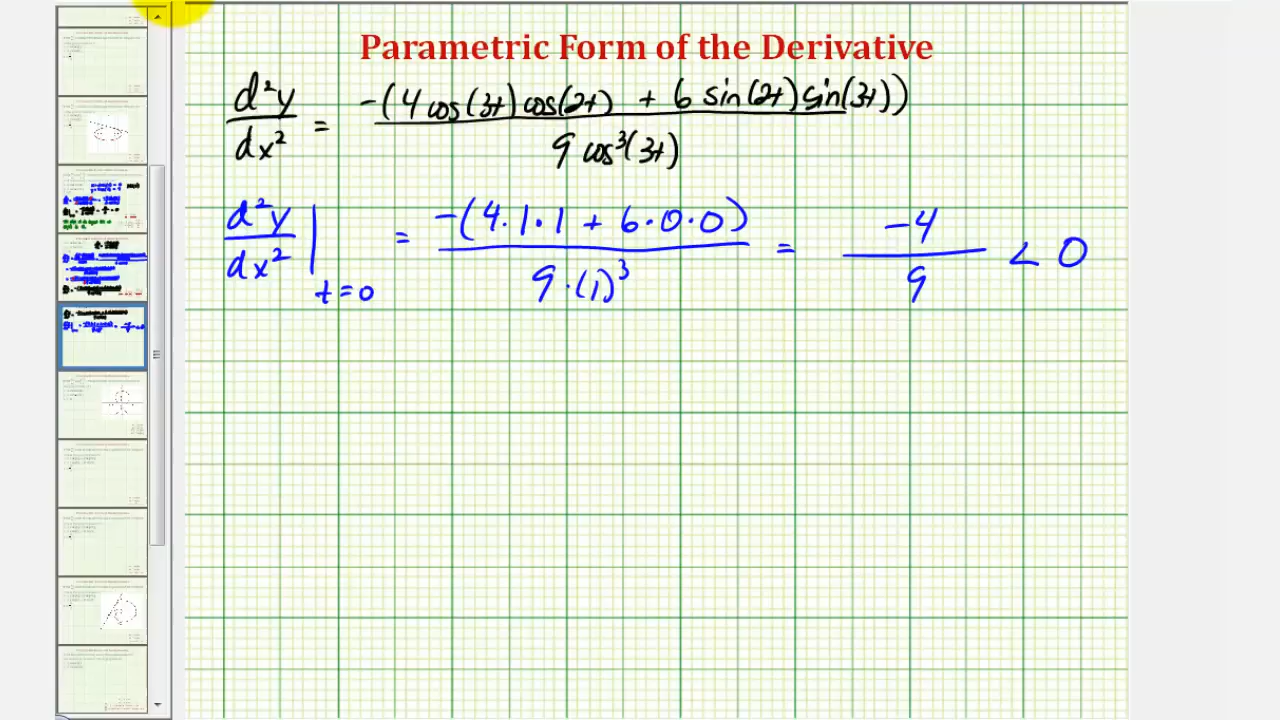 Parametric Form of the Derivative
d²y/dx² = -(4 cos(3t) cos(2t) + 6 sin(2t) sin(3t)) / 9 cos³(3t)
d²y/dx² | t=0 = -(4·1·1 + 6·0·0) / 9·(1)³ = -4/9 < 0